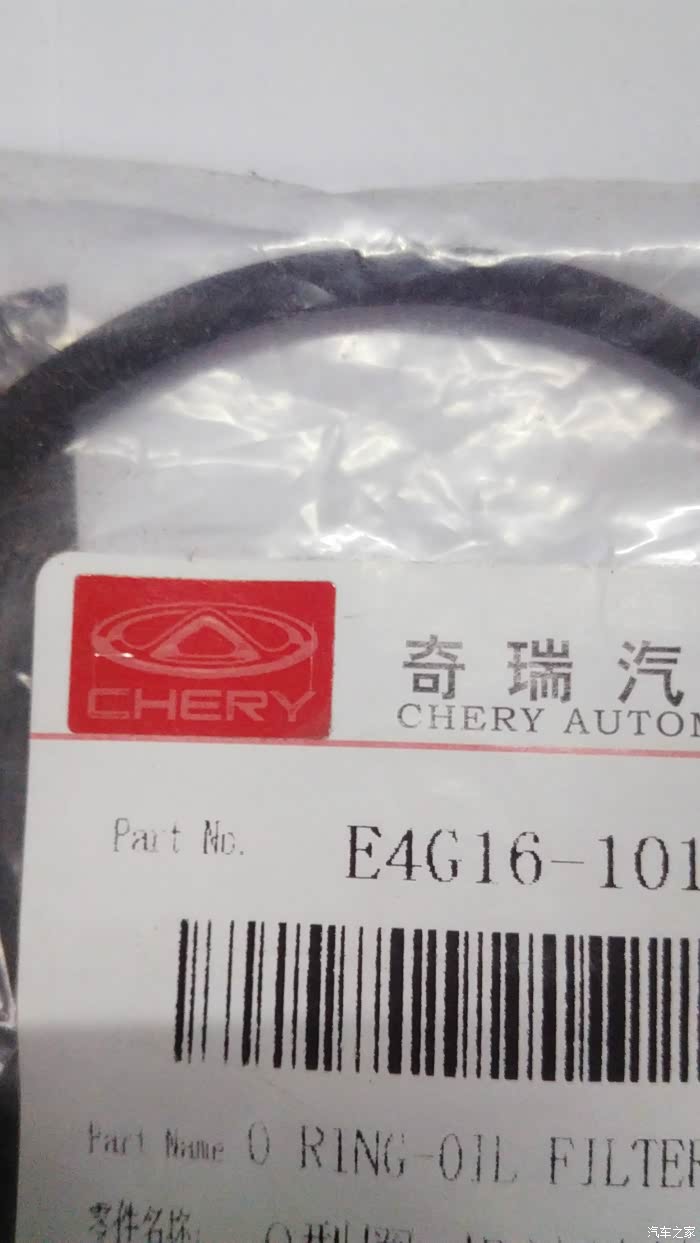 CHERY
奇瑞汽
CHERY AUTOM
Part No. E4G16-101
Part Name O RING-OIL FILTER
零件名称:
汽车之家